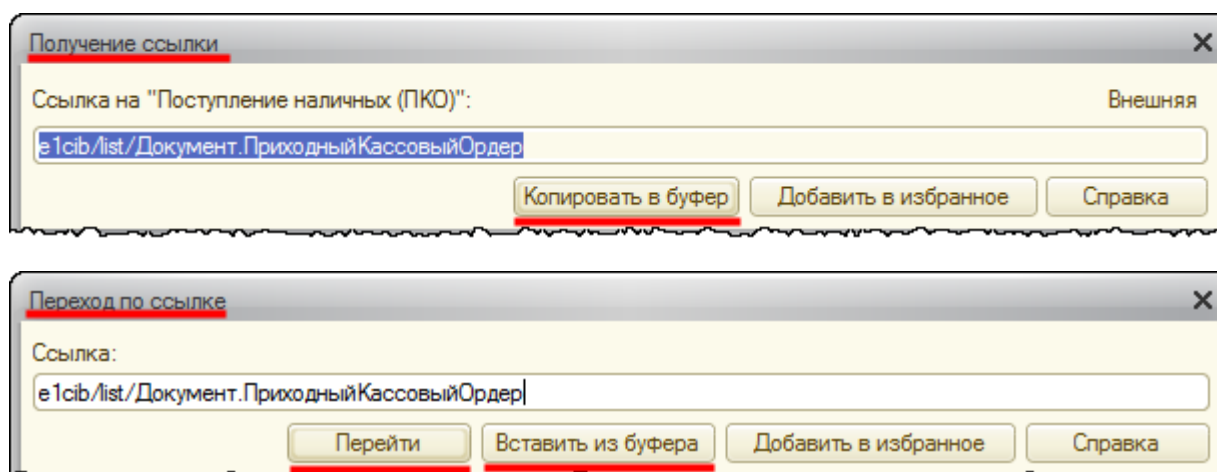 Получение ссылки
Ссылка на "Поступление наличных (ПКО)": Внешняя
e1cib/list/Документ.ПриходныйКассовыйОрдер
Копировать в буфер Добавить в избранное Справка
Переход по ссылке
Ссылка:
e1cib/list/Документ.ПриходныйКассовыйОрдер
Перейти Вставить из буфера Добавить в избранное Справка